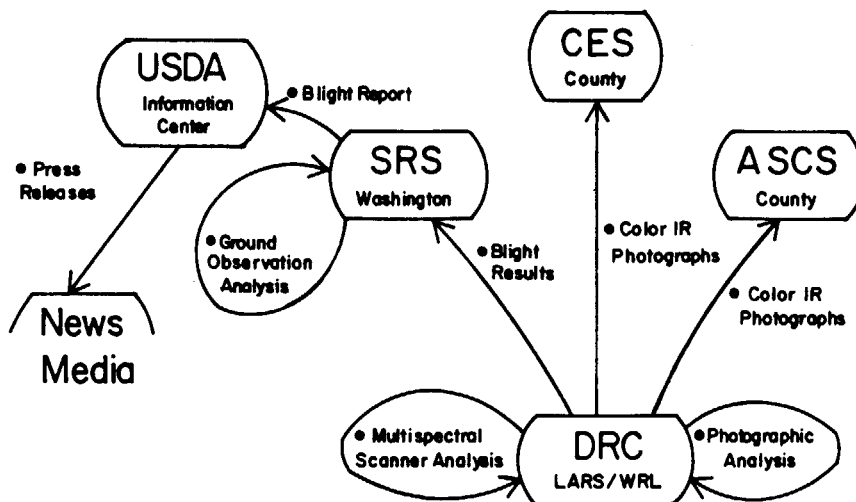 USDA
Information
Center
• Blight Report
• Press
Releases
News
Media
SRS
Washington
• Ground
Observation
Analysis
CES
County
ASCS
County
• Blight
Results
• Color IR
Photographs
• Color IR
Photographs
• Multispectral
Scanner Analysis
DRC
LARS/WRL
• Photographic
Analysis